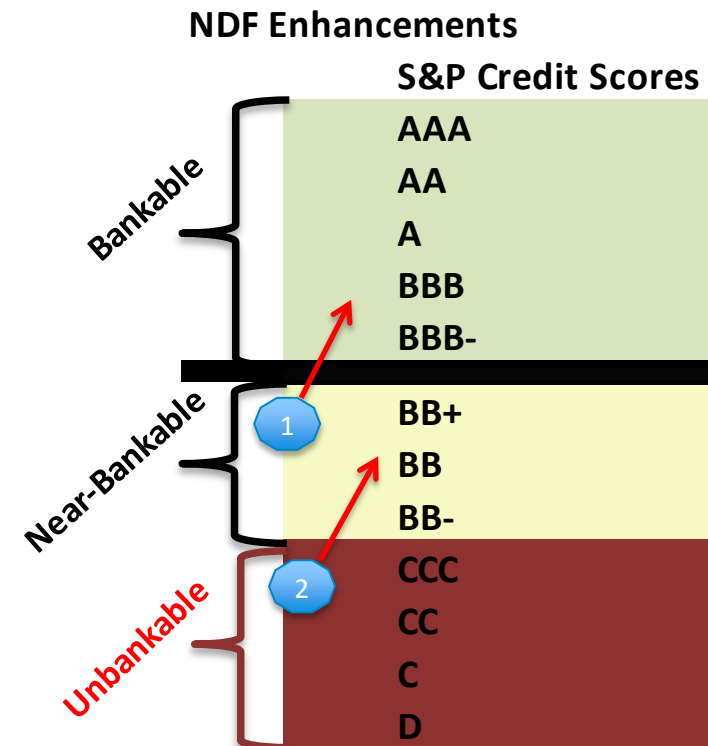 NDF Enhancements
S&P Credit Scores
Bankable
AAA
AA
A
BBB
BBB-
Near-Bankable
1
BB+
BB
BB-
Unbankable
2
CCC
CC
C
D